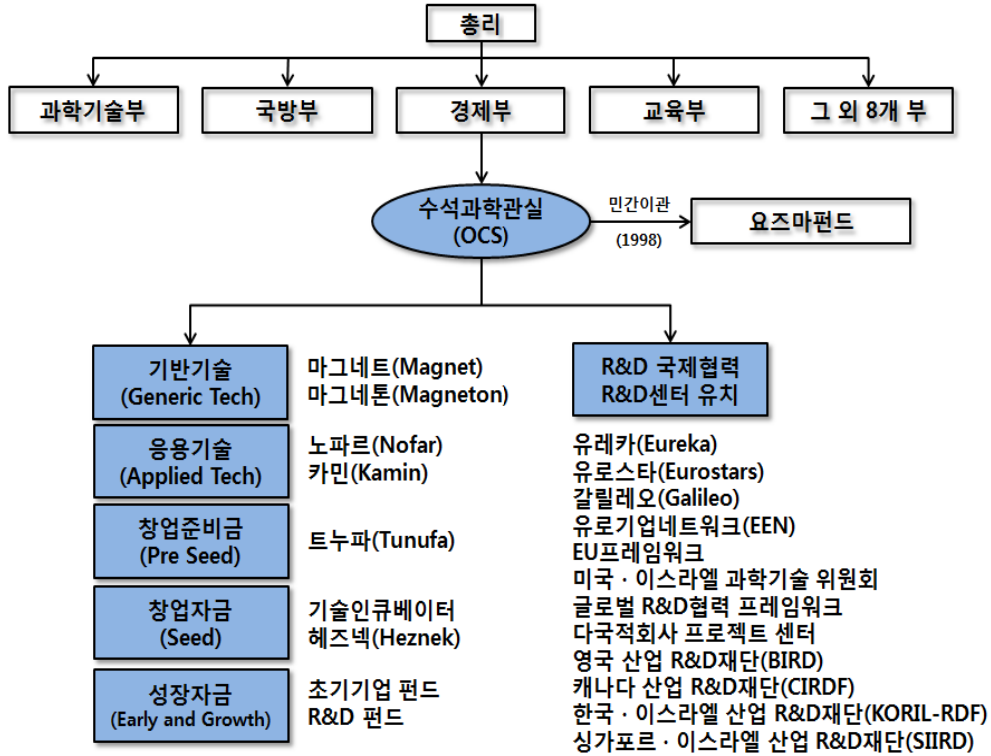 총리
과학기술부
국방부
경제부
교육부
그 외 8개 부
수석과학관실
(OCS)
민간이관
(1998)
요즈마펀드
기반기술
(Generic Tech)
마그네트(Magnet)
마그네톤(Magneton)
응용기술
(Applied Tech)
노파르(Nofar)
카민(Kamin)
창업준비금
(Pre Seed)
트누파(Tunufa)
창업자금
(Seed)
기술인큐베이터
헤즈넥(Heznek)
성장자금
(Early and Growth)
초기기업 펀드
R&D 펀드
R&D 국제협력
R&D센터 유치
유레카(Eureka)
유로스타(Eurostars)
갈릴레오(Galileo)
유로기업네트워크(EEN)
EU프레임워크
미국 · 이스라엘 과학기술 위원회
글로벌 R&D협력 프레임워크
다국적회사 프로젝트 센터
영국 산업 R&D재단(BIRD)
캐나다 산업 R&D재단(CIRDF)
한국 · 이스라엘 산업 R&D재단(KORIL-RDF)
싱가포르 · 이스라엘 산업 R&D재단(SIIRD)